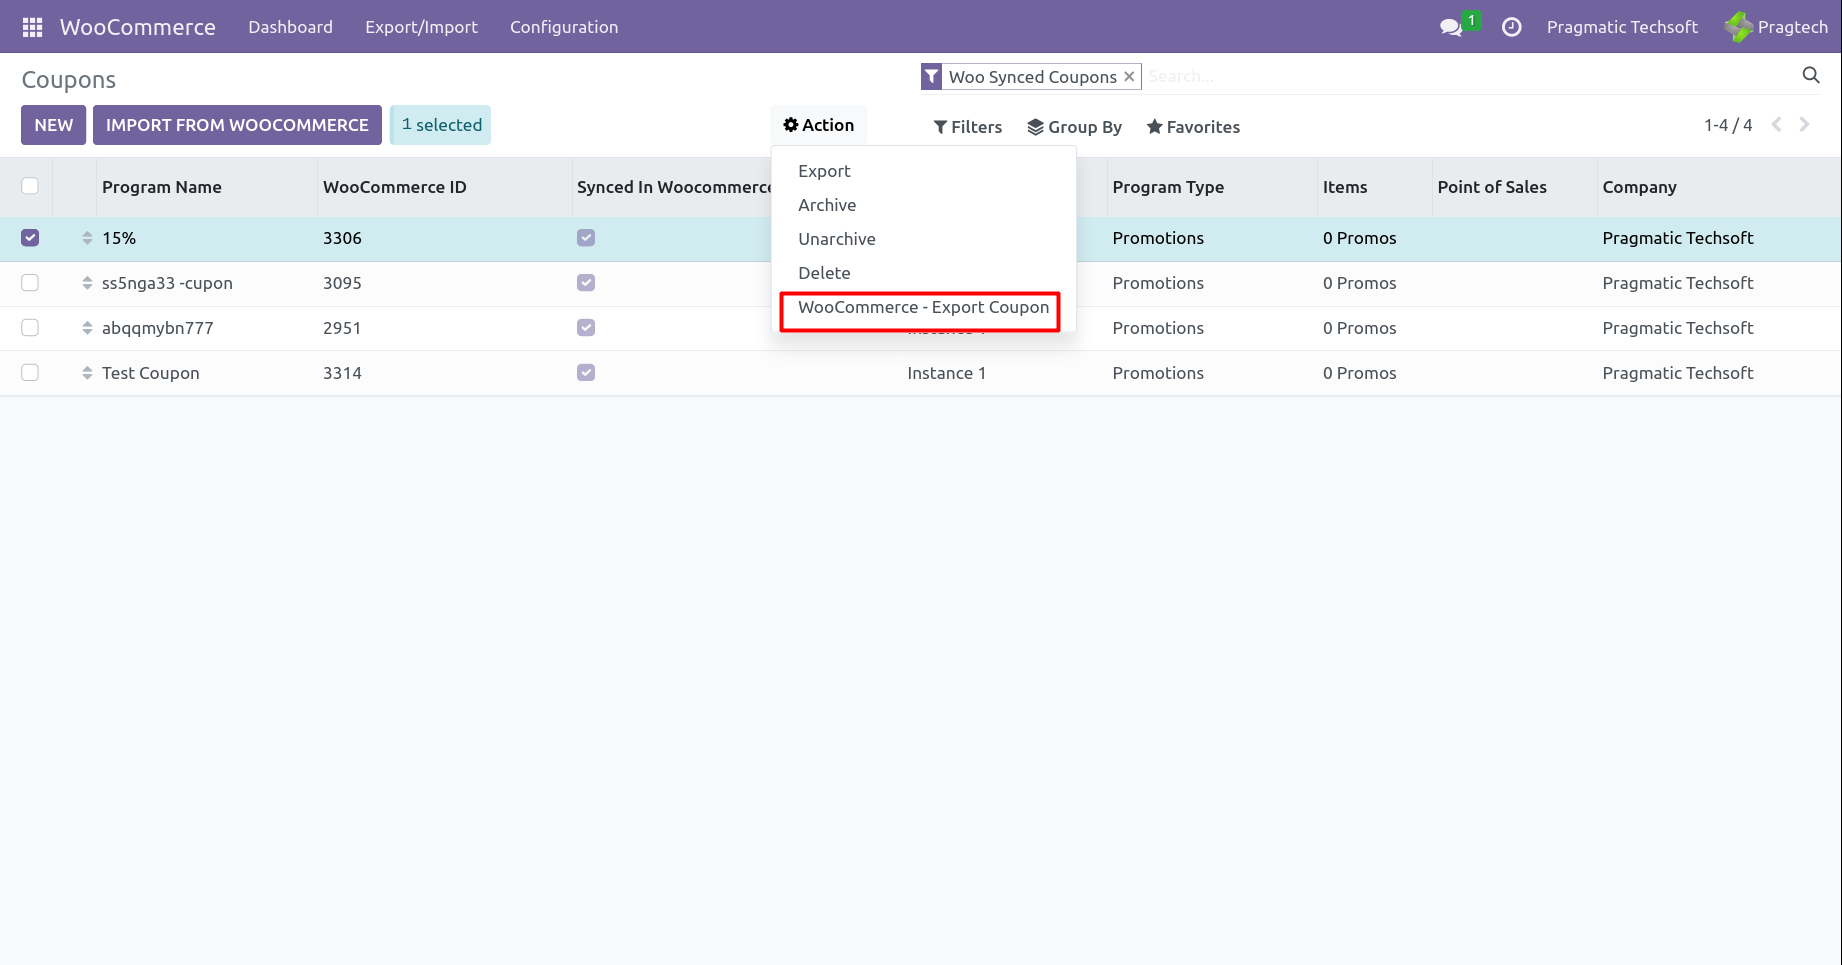 WooCommerce Dashboard Export/Import Configuration 1 Pragmatic Techsoft Pragtech
Coupons Woo Synced Coupons × Search...
NEW IMPORT FROM WOOCOMMERCE 1 selected Action Filters Group By Favorites 1-4 / 4
Export
Archive
Unarchive
Delete
WooCommerce - Export Coupon
Program Name WooCommerce ID Synced In Woocommerce Program Type Items Point of Sales Company
15% 3306 Promotions 0 Promos Pragmatic Techsoft
ss5nga33 -cupon 3095 Promotions 0 Promos Pragmatic Techsoft
abqqmybn777 2951 Promotions 0 Promos Pragmatic Techsoft
Test Coupon 3314 Instance 1 Promotions 0 Promos Pragmatic Techsoft